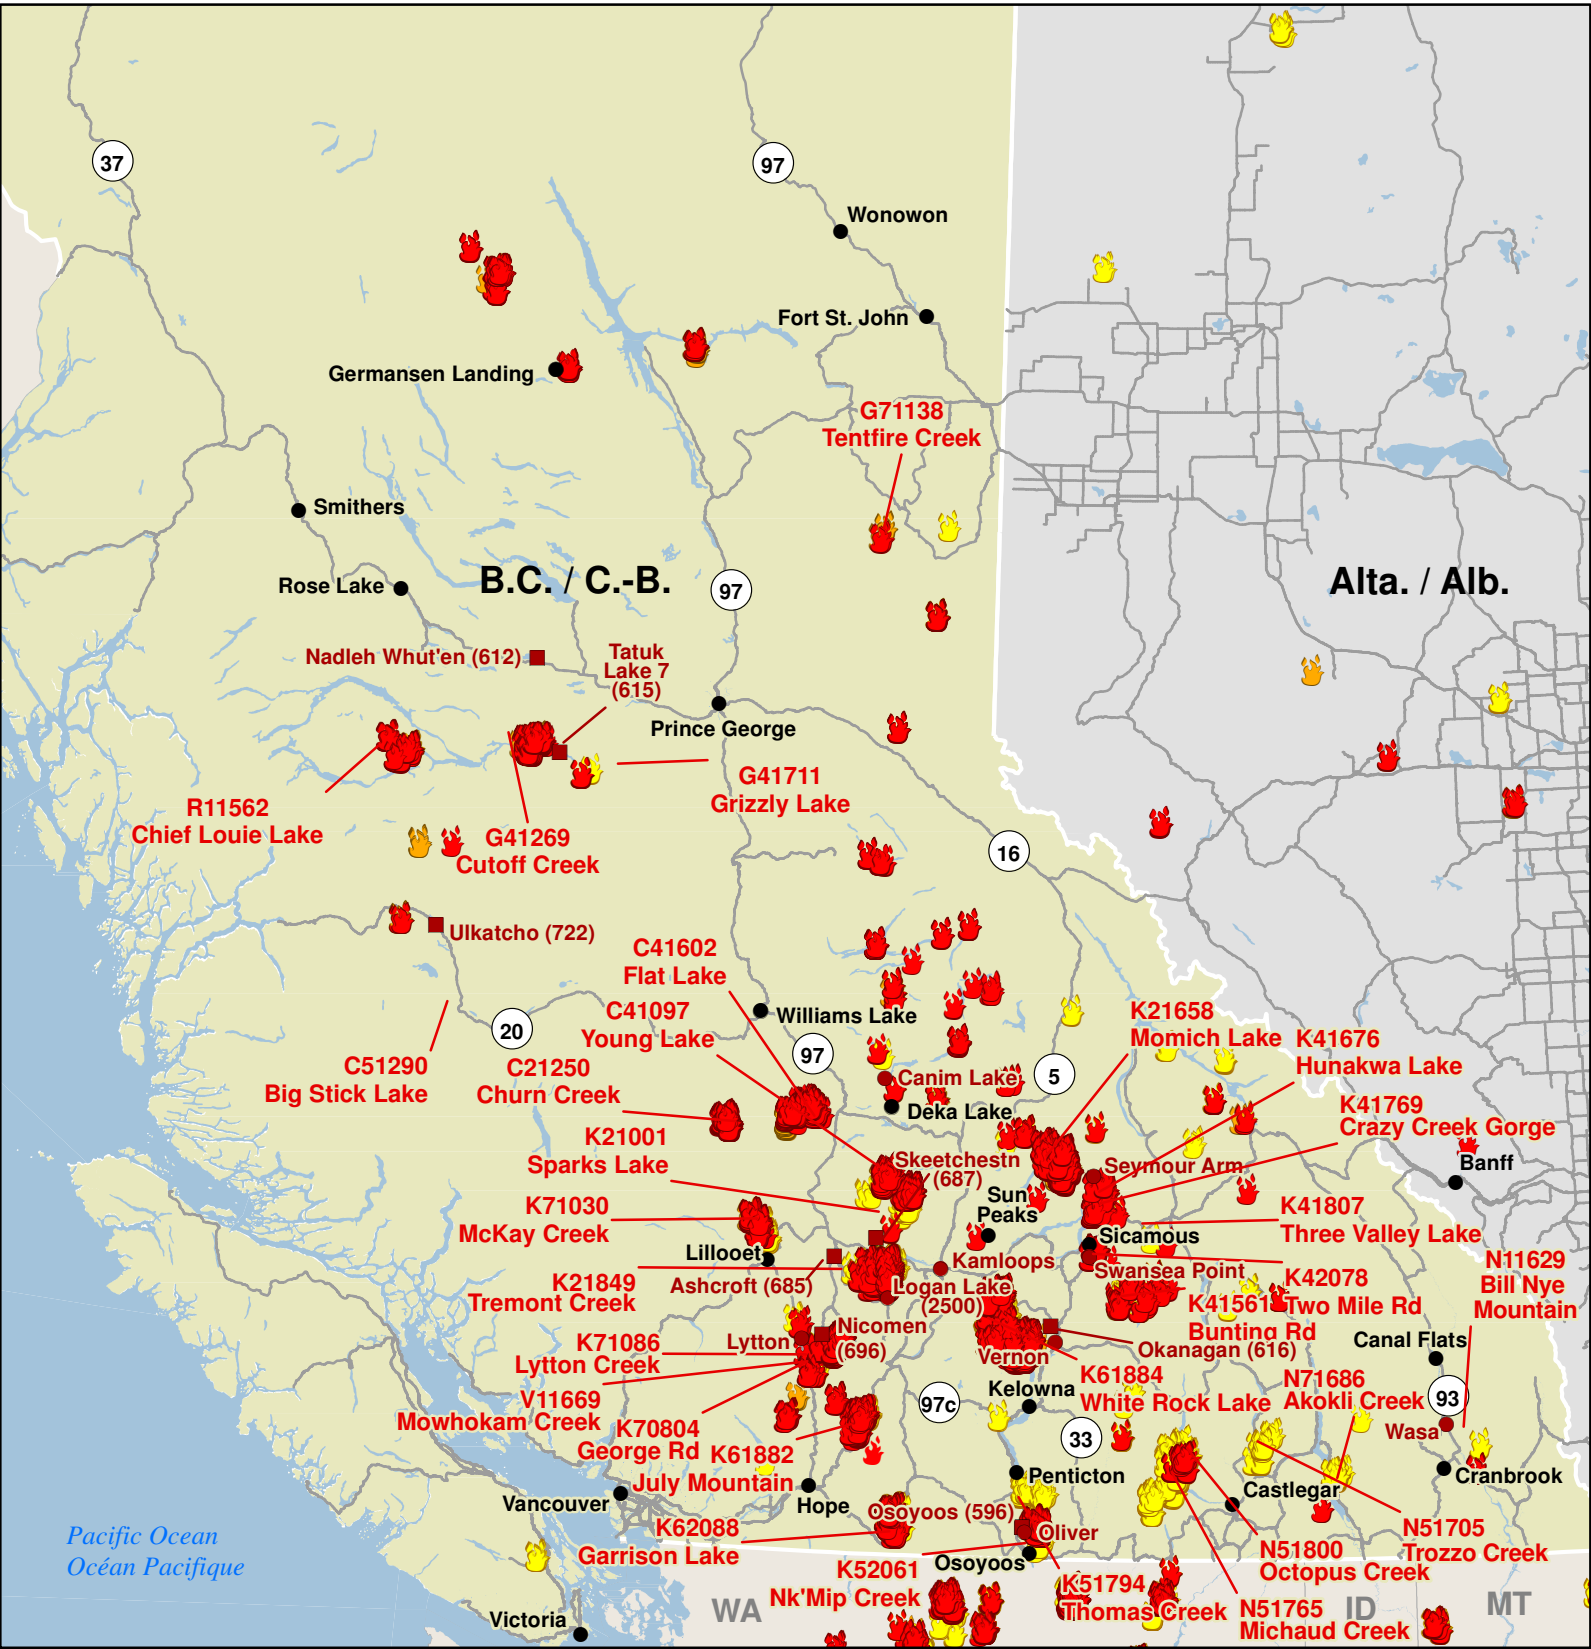 37
97
Wonowon
Fort St. John
Germansen Landing
G71138
Tentfire Creek
Smithers
Rose Lake
B.C. / C.-B.
97
Alta. / Alb.
Nadleh Whut'en (612)
Tatuk
Lake 7
(615)
Prince George
G41711
Grizzly Lake
R11562
Chief Louie Lake
G41269
Cutoff Creek
16
Ulkatcho (722)
C41602
Flat Lake
C41097
Young Lake
Williams Lake
20
97
5
K21658
Momich Lake
K41676
Hunakwa Lake
C51290
Big Stick Lake
C21250
Churn Creek
Canim Lake
Deka Lake
K41769
Crazy Creek Gorge
K21001
Sparks Lake
Skeetchestn
(687)
Seymour Arm
Banff
Sun
Peaks
K71030
McKay Creek
K41807
Three Valley Lake
Lillooet
Sicamous
Kamloops
Swansea Point
N11629
Bill Nye
Mountain
K21849
Tremont Creek
Ashcroft (685)
Logan Lake
(2500)
K42078
Two Mile Rd
K41561
Bunting Rd
Nicomen
(696)
Lytton
K71086
Lytton Creek
Vernon
Okanagan (616)
Canal Flats
V11669
Mowhokam Creek
Kelowna
K61884
White Rock Lake
N71686
Akokli Creek
93
97c
K70804
George Rd
K61882
July Mountain
33
Wasa
Penticton
Cranbrook
Castlegar
Vancouver
Hope
Osoyoos (596)
Oliver
K62088
Garrison Lake
Osoyoos
N51705
Trozzo Creek
N51800
Octopus Creek
Pacific Ocean
Océan Pacifique
K52061
Nk'Mip Creek
K51794
Thomas Creek
N51765
Michaud Creek
WA
ID
MT
Victoria